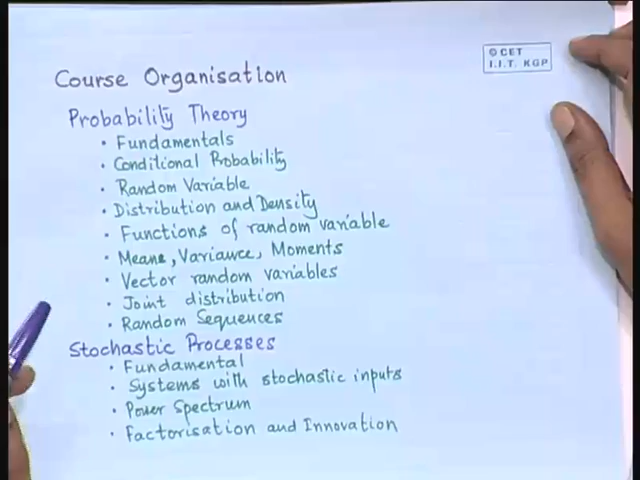 © CET
I.I.T. KGP
Course Organisation
Probability Theory
• Fundamentals
• Conditional Probability
• Random Variable
• Distribution and Density
• Functions of random variable
• Means, Variance, Moments
• Vector random variables
• Joint distribution
• Random Sequences
Stochastic Processes
• Fundamental
• Systems with stochastic inputs
• Power Spectrum
• Factorisation and Innovation